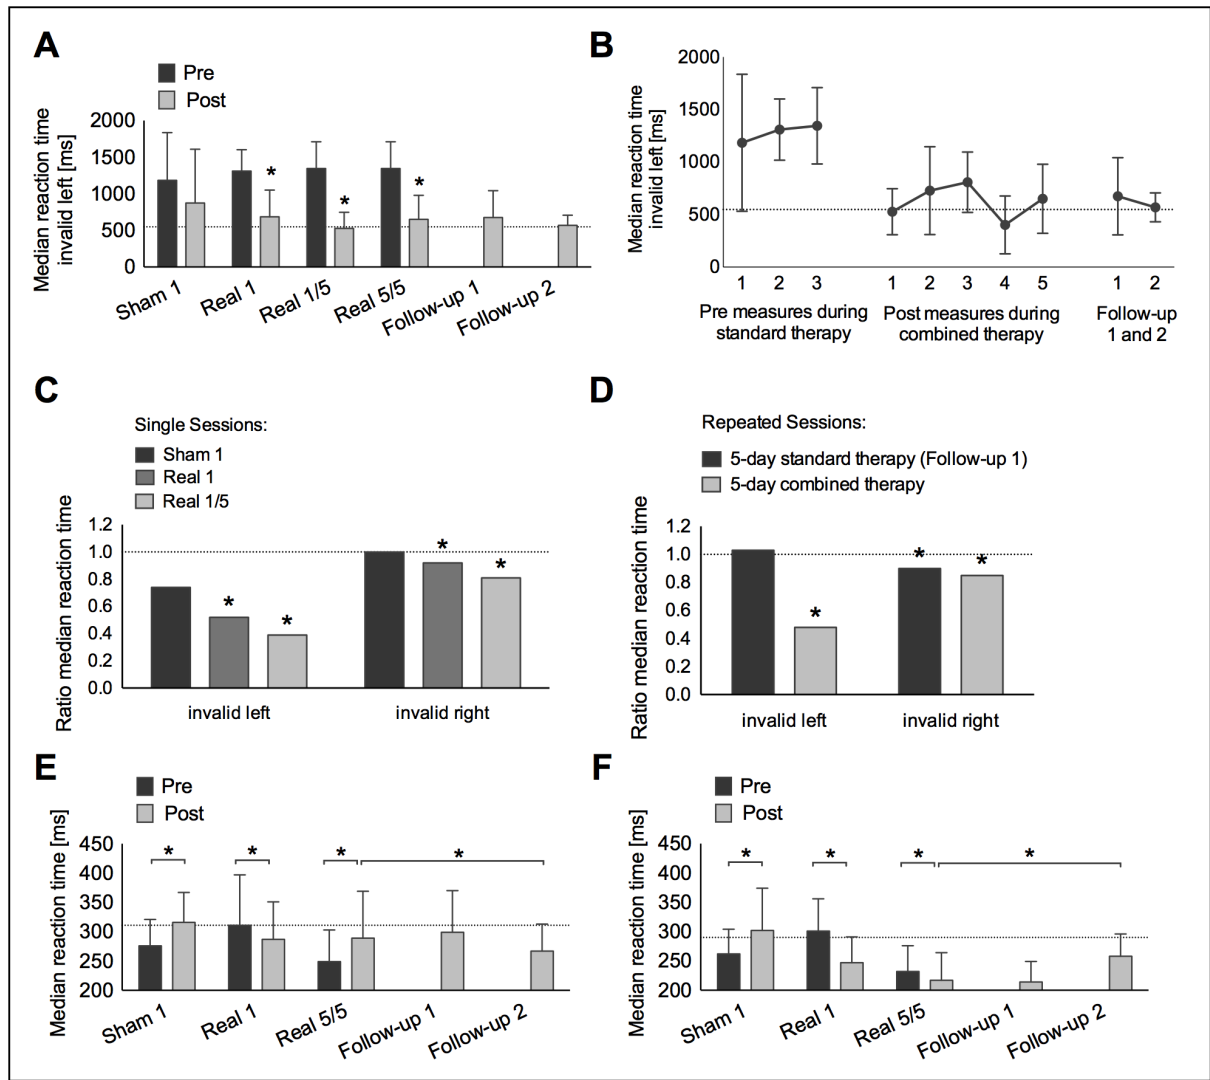 A
Pre
Post
Median reaction time
invalid left [ms]
2000
1500
1000
500
0
*
*
*
Sham 1
Real 1
Real 1/5
Real 5/5
Follow-up 1
Follow-up 2
B
Median reaction time
invalid left [ms]
2000
1500
1000
500
0
1 2 3 1 2 3 4 5 1 2
Pre measures during
standard therapy
Post measures during
combined therapy
Follow-up
1 and 2
C
Single Sessions:
Sham 1
Real 1
Real 1/5
Ratio median reaction time
1.2
1.0
0.8
0.6
0.4
0.2
0.0
* *
* *
invalid left
invalid right
D
Repeated Sessions:
5-day standard therapy (Follow-up 1)
5-day combined therapy
Ratio median reaction time
1.2
1.0
0.8
0.6
0.4
0.2
0.0
*
* *
invalid left
invalid right
E
Pre
Post
Median reaction time [ms]
450
400
350
300
250
200
* * * *
Sham 1
Real 1
Real 5/5
Follow-up 1
Follow-up 2
F
Pre
Post
Median reaction time [ms]
450
400
350
300
250
200
* * * *
Sham 1
Real 1
Real 5/5
Follow-up 1
Follow-up 2